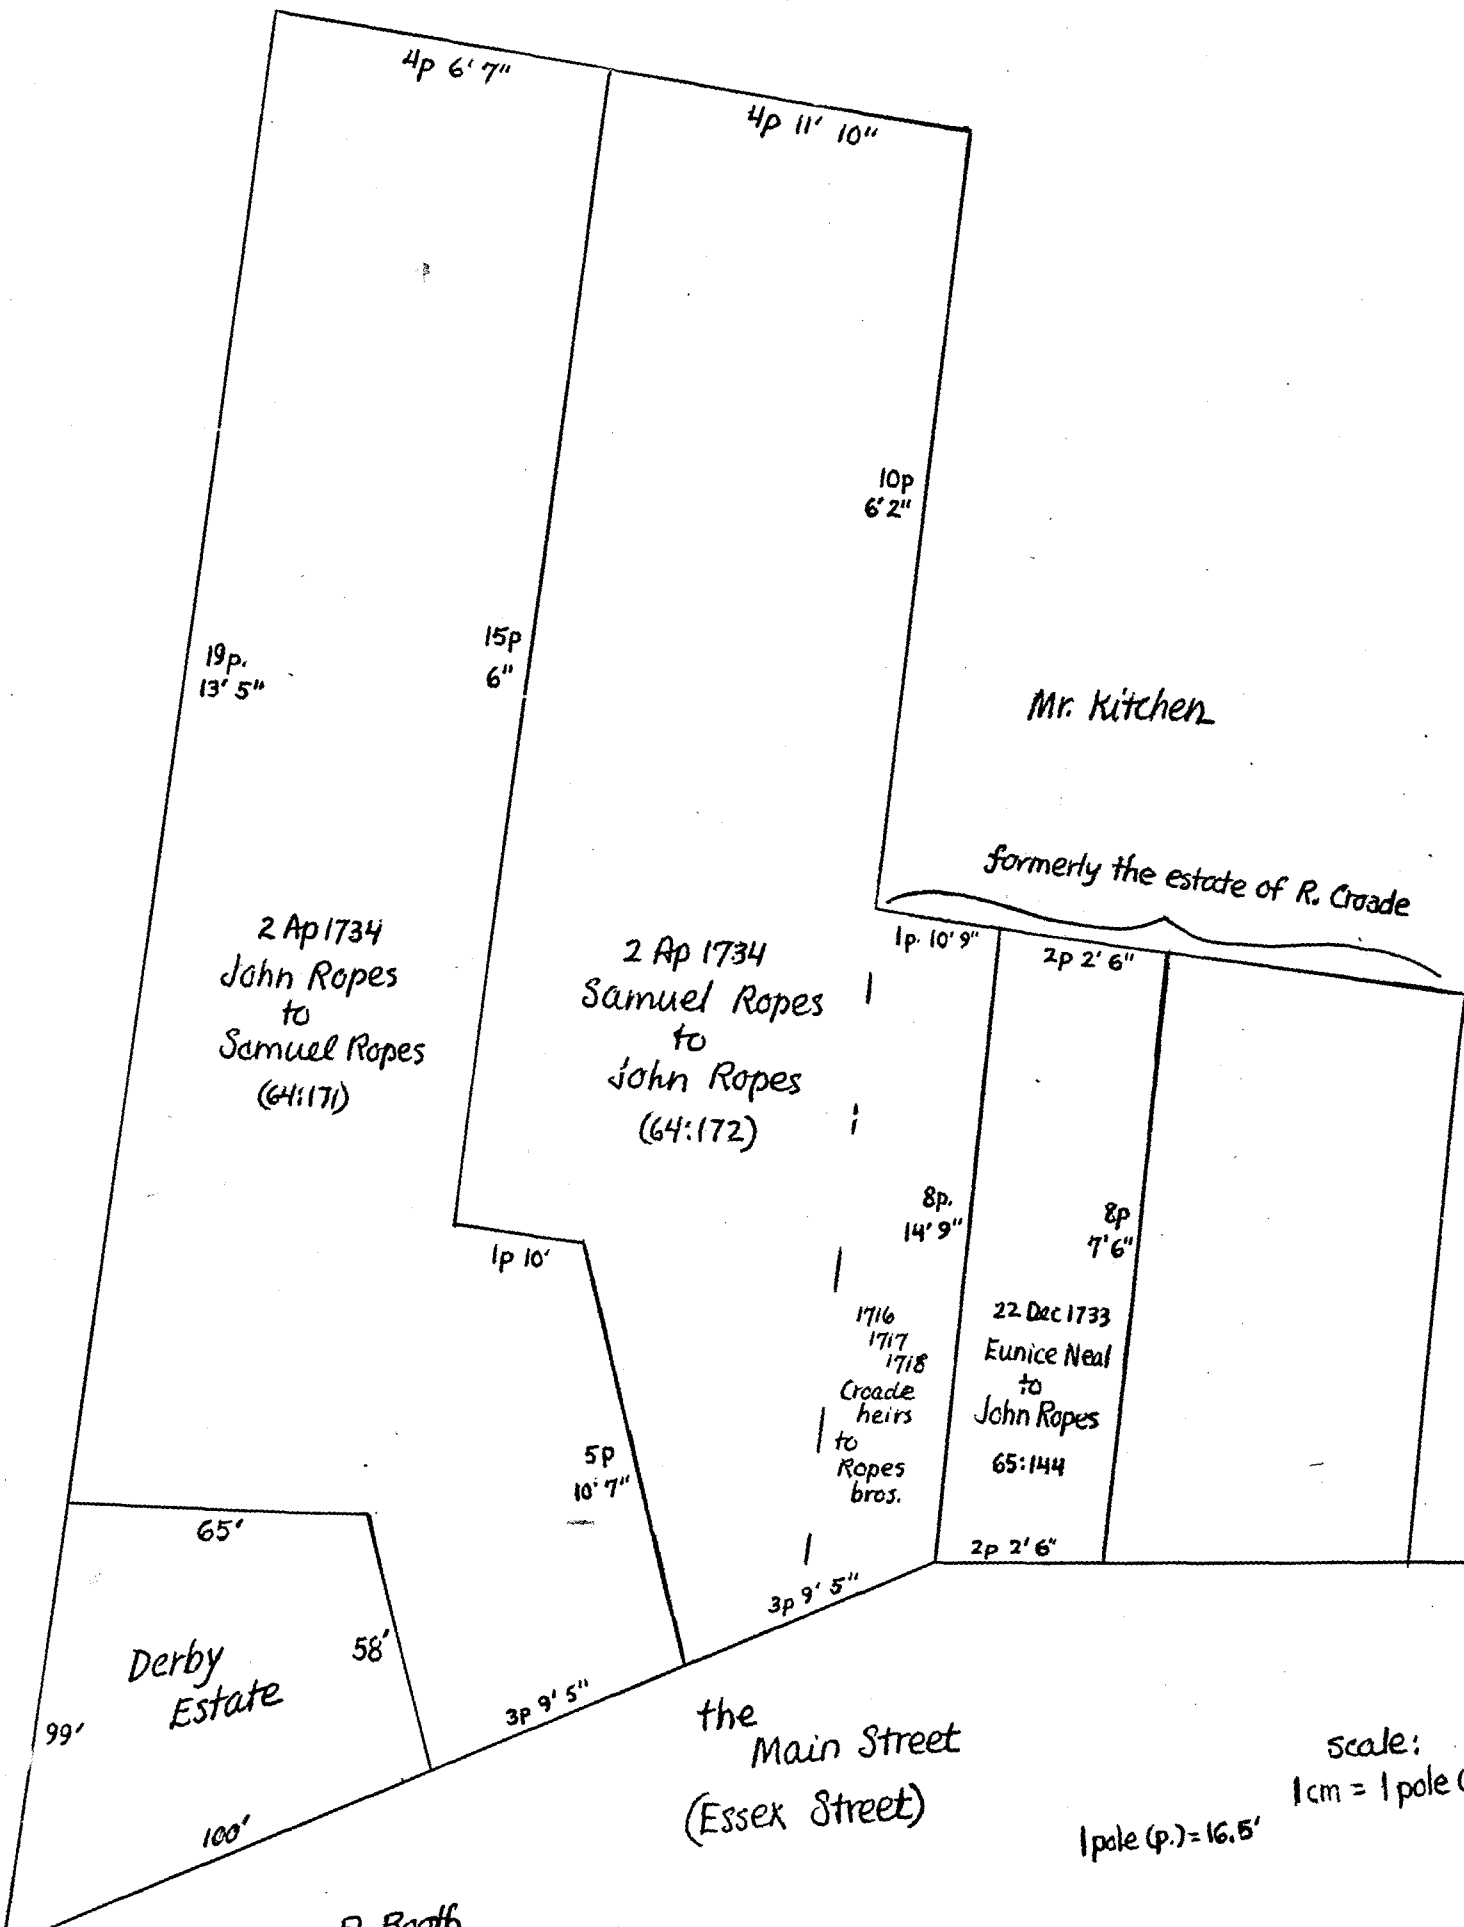 4p 6' 7"
4p 11' 10"
10p
6' 2"
15p
6"
19p.
13' 5"
Mr. Kitchen
formerly the estate of R. Croade
1p. 10' 9"
2p 2' 6"
2 Ap 1734
John Ropes
to
Samuel Ropes
(64:171)
2 Ap 1734
Samuel Ropes
to
John Ropes
(64:172)
8p.
14' 9"
8p
7' 6"
1p 10'
1716
1717
1718
Croade
heirs
to
Ropes
bros.
22 Dec 1733
Eunice Neal
to
John Ropes
65:144
5p
10' 7"
65'
2p 2' 6"
3p 9' 5"
Derby
Estate
58'
99'
3p 9' 5"
100'
the
Main Street
(Essex Street)
scale:
1 cm = 1 pole (
1 pole (p.) = 16.5'